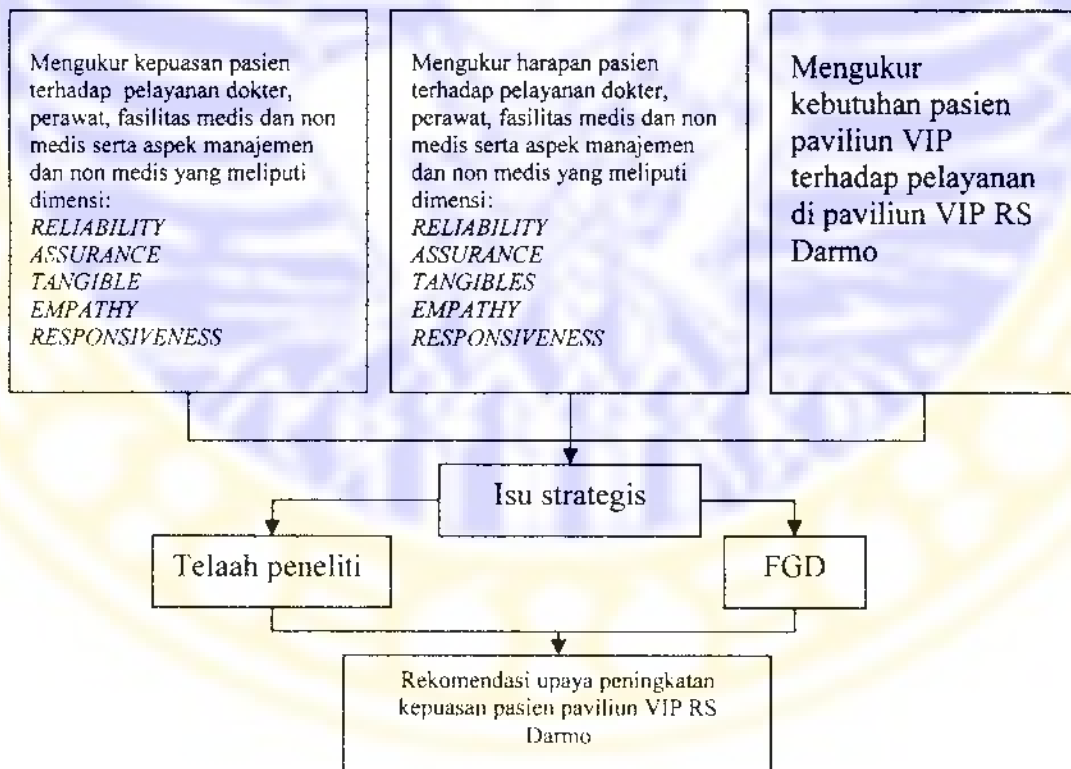 Mengukur kepuasan pasien
terhadap pelayanan dokter,
perawat, fasilitas medis dan non
medis serta aspek manajemen
dan non medis yang meliputi
dimensi:
RELIABILITY
ASSURANCE
TANGIBLE
EMPATHY
RESPONSIVENESS
Mengukur harapan pasien
terhadap pelayanan dokter,
perawat, fasilitas medis dan non
medis serta aspek manajemen
dan non medis yang meliputi
dimensi:
RELIABILITY
ASSURANCE
TANGIBLES
EMPATHY
RESPONSIVENESS
Mengukur
kebutuhan pasien
paviliun VIP
terhadap pelayanan
di paviliun VIP RS
Darmo
Isu strategis
Telaah peneliti
FGD
Rekomendasi upaya peningkatan
kepuasan pasien paviliun VIP RS
Darmo